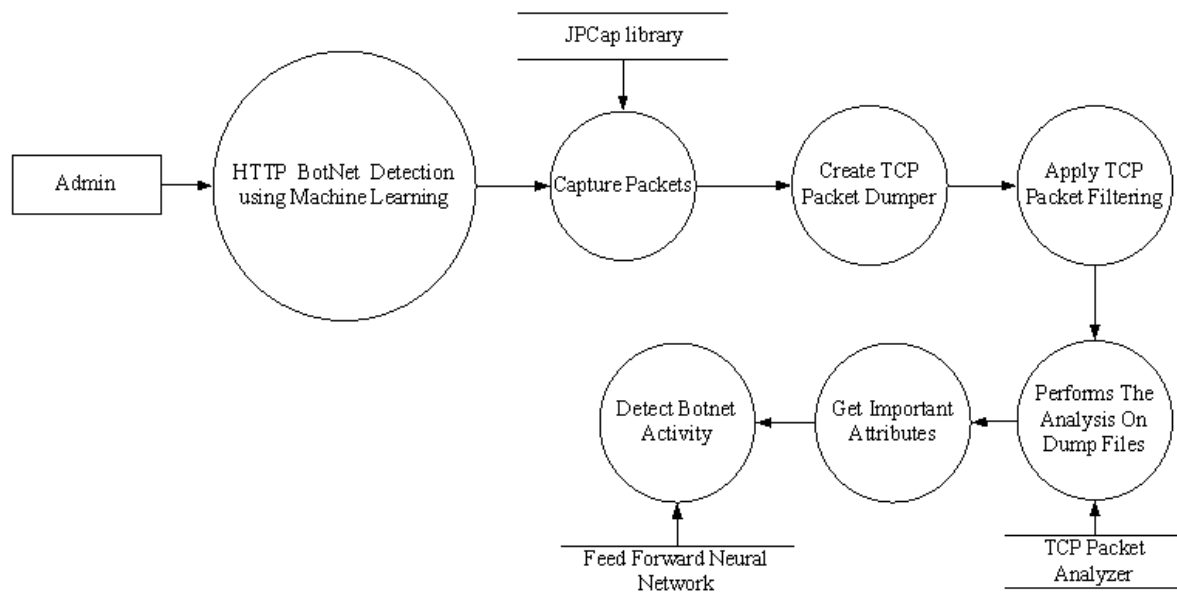 JPCap library
Admin
HTTP BotNet Detection
using Machine Learning
Capture Packets
Create TCP
Packet Dumper
Apply TCP
Packet Filtering
Detect Botnet
Activity
Get Important
Attributes
Performs The
Analysis On
Dump Files
Feed Forward Neural
Network
TCP Packet
Analyzer